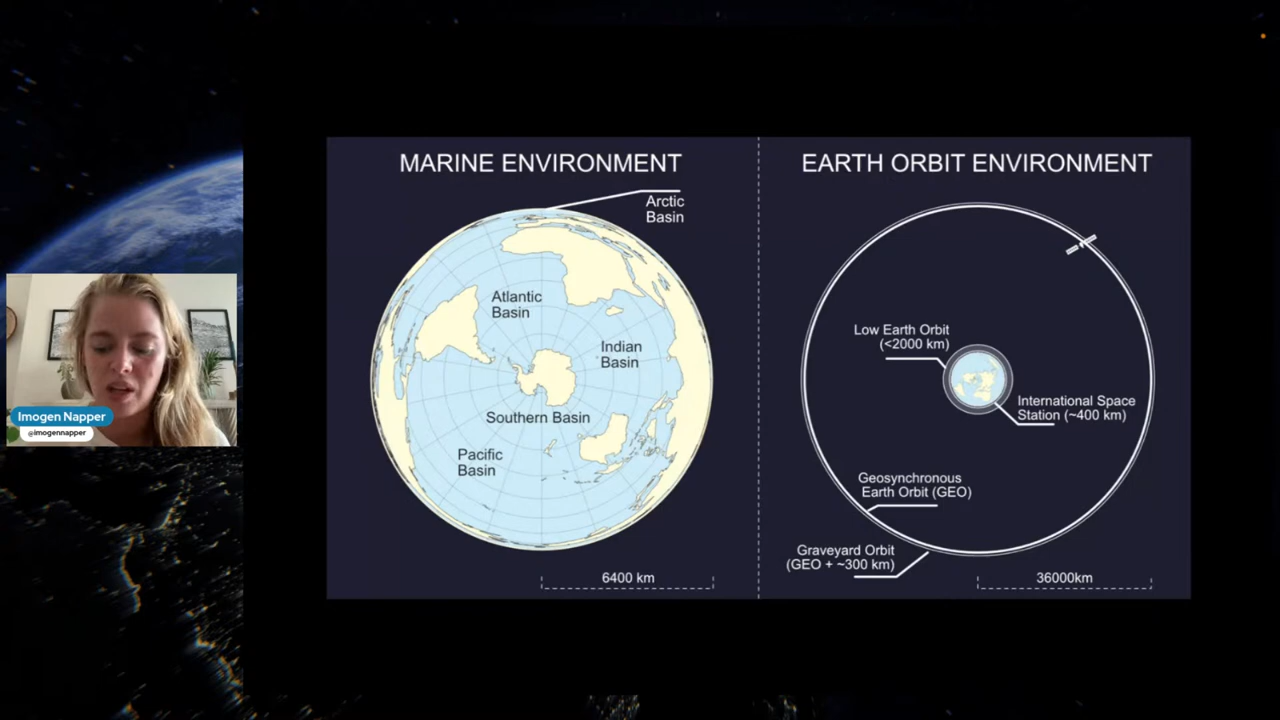 MARINE ENVIRONMENT
Arctic
Basin
Atlantic
Basin
Indian
Basin
Southern Basin
Pacific
Basin
6400 km
EARTH ORBIT ENVIRONMENT
Low Earth Orbit
(<2000 km)
International Space
Station (~400 km)
Geosynchronous
Earth Orbit (GEO)
Graveyard Orbit
(GEO + ~300 km)
36000km
Imogen Napper
@imogennapper